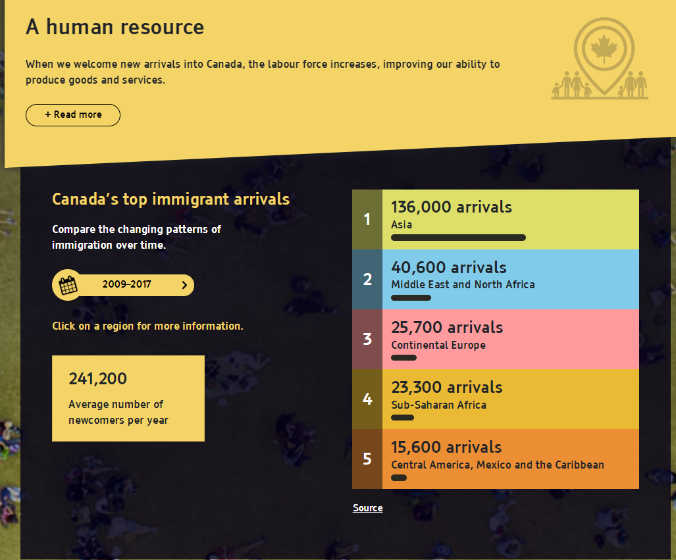 A human resource
When we welcome new arrivals into Canada, the labour force increases, improving our ability to
produce goods and services.
+ Read more
Canada's top immigrant arrivals
Compare the changing patterns of
immigration over time.
2009-2017
Click on a region for more information.
241,200
Average number of
newcomers per year
1
136,000 arrivals
Asia
2
40,600 arrivals
Middle East and North Africa
3
25,700 arrivals
Continental Europe
4
23,300 arrivals
Sub-Saharan Africa
5
15,600 arrivals
Central America, Mexico and the Caribbean
Source